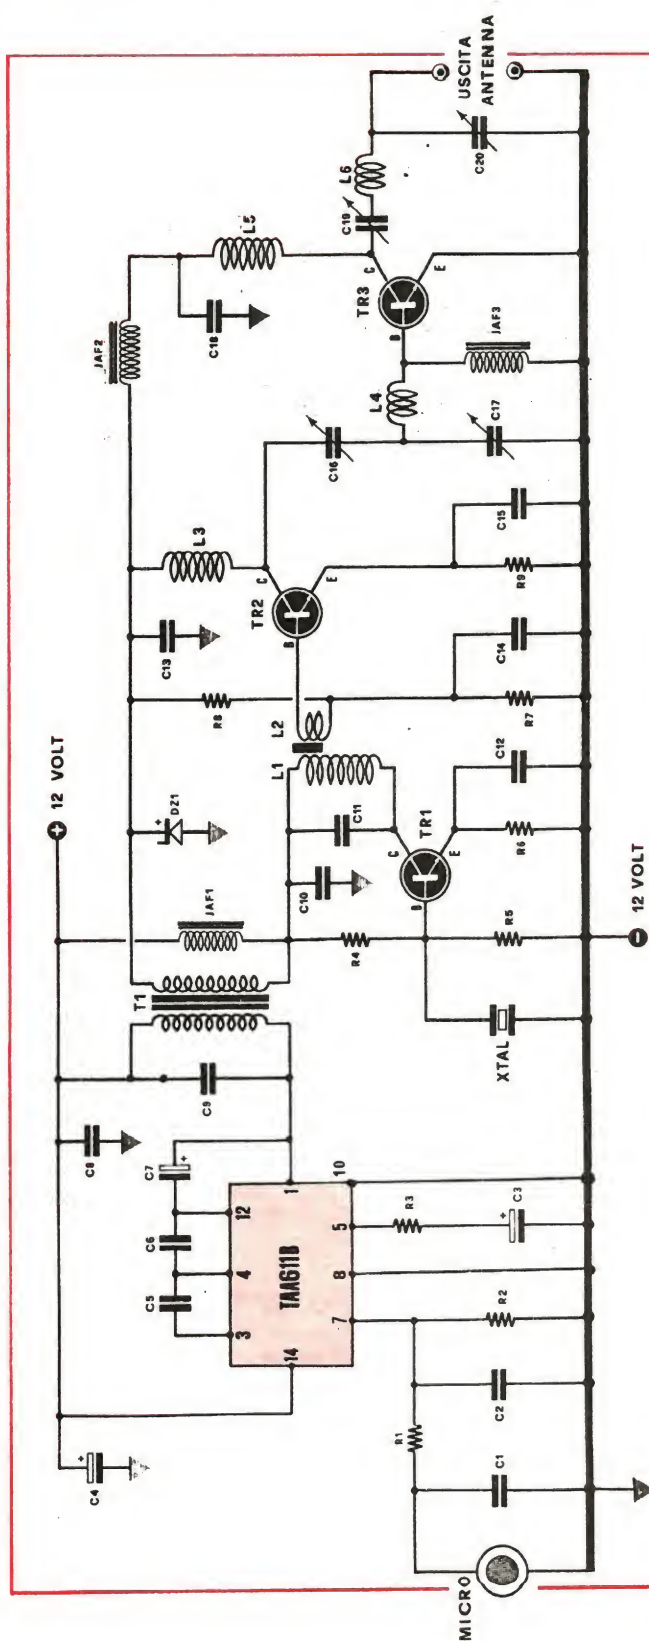 12 VOLT
C4
C8
T1
JAF1
DZ1
C13
R8
L3
JAF2
C18
L5
C9
C7
C6
C5
12
4
3
1
10
14
TAA611B
7
8
5
R3
C3
R1
C1
C2
R2
MICRO
XTAL
R4
R5
C10
C11
L1
L2
TR1
B
C
E
R6
C12
R7
C14
TR2
B
C
E
R9
C15
C16
C17
L4
JAF3
TR3
B
C
E
C19
L6
C20
USCITA
ANTENNA
12 VOLT